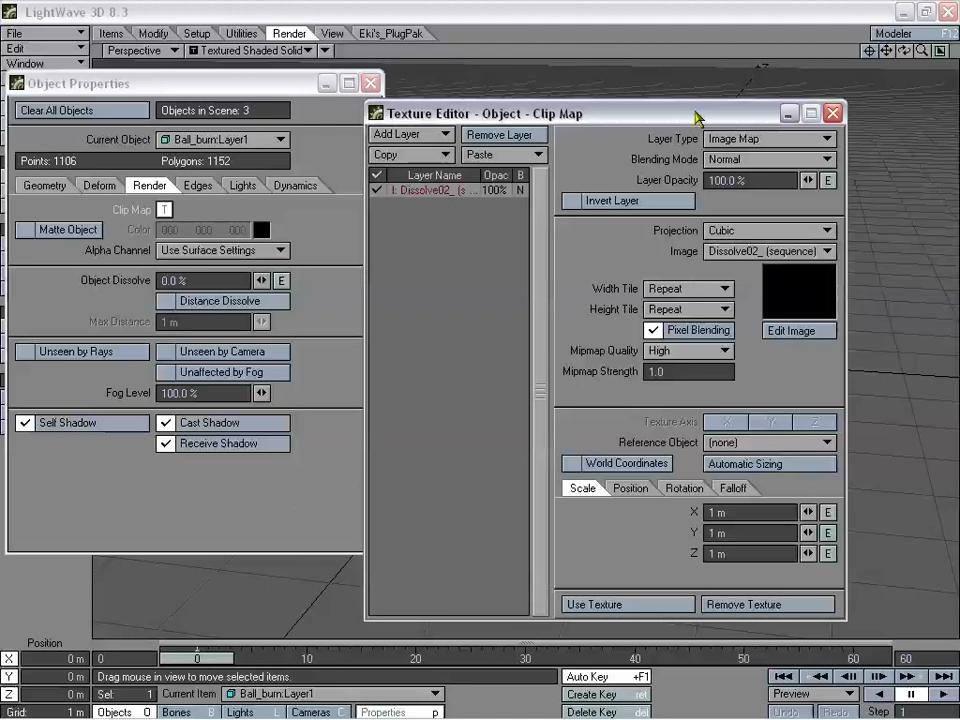 LightWave 3D 8.3
File Items Modify Setup Utilities Render View Eki's_PlugPak Modeler F12
Edit Perspective Textured Shaded Solid
Window
Object Properties
Clear All Objects Objects in Scene: 3
Current Object Ball_burn:Layer1
Points: 1106 Polygons: 1152
Geometry Deform Render Edges Lights Dynamics
Clip Map T
Matte Object Color 000 000 000
Alpha Channel Use Surface Settings
Object Dissolve 0.0 % E
Distance Dissolve
Max Distance 1 m
Unseen by Rays Unseen by Camera
Unaffected by Fog
Fog Level 100.0 %
Self Shadow Cast Shadow
Receive Shadow
Texture Editor - Object - Clip Map
Add Layer Remove Layer
Copy Paste
Layer Name Opac B
I: Dissolve02_ (s ... 100% N
Layer Type Image Map
Blending Mode Normal
Layer Opacity 100.0 % E
Invert Layer
Projection Cubic
Image Dissolve02_ (sequence)
Width Tile Repeat
Height Tile Repeat
Pixel Blending Edit Image
Mipmap Quality High
Mipmap Strength 1.0
Texture Axis X Y Z
Reference Object (none)
World Coordinates Automatic Sizing
Scale Position Rotation Falloff
X 1 m E
Y 1 m E
Z 1 m E
Use Texture Remove Texture
Position
X 0 m 0 0 10 20 30 40 50 60 60
Y 0 m Drag mouse in view to move selected items. Auto Key +F1
Z 0 m Sel: 1 Current Item Ball_burn:Layer1 Create Key ret Preview
Grid: 1 m Objects O Bones B Lights L Cameras C Properties p Delete Key del Undo Redo Step 1